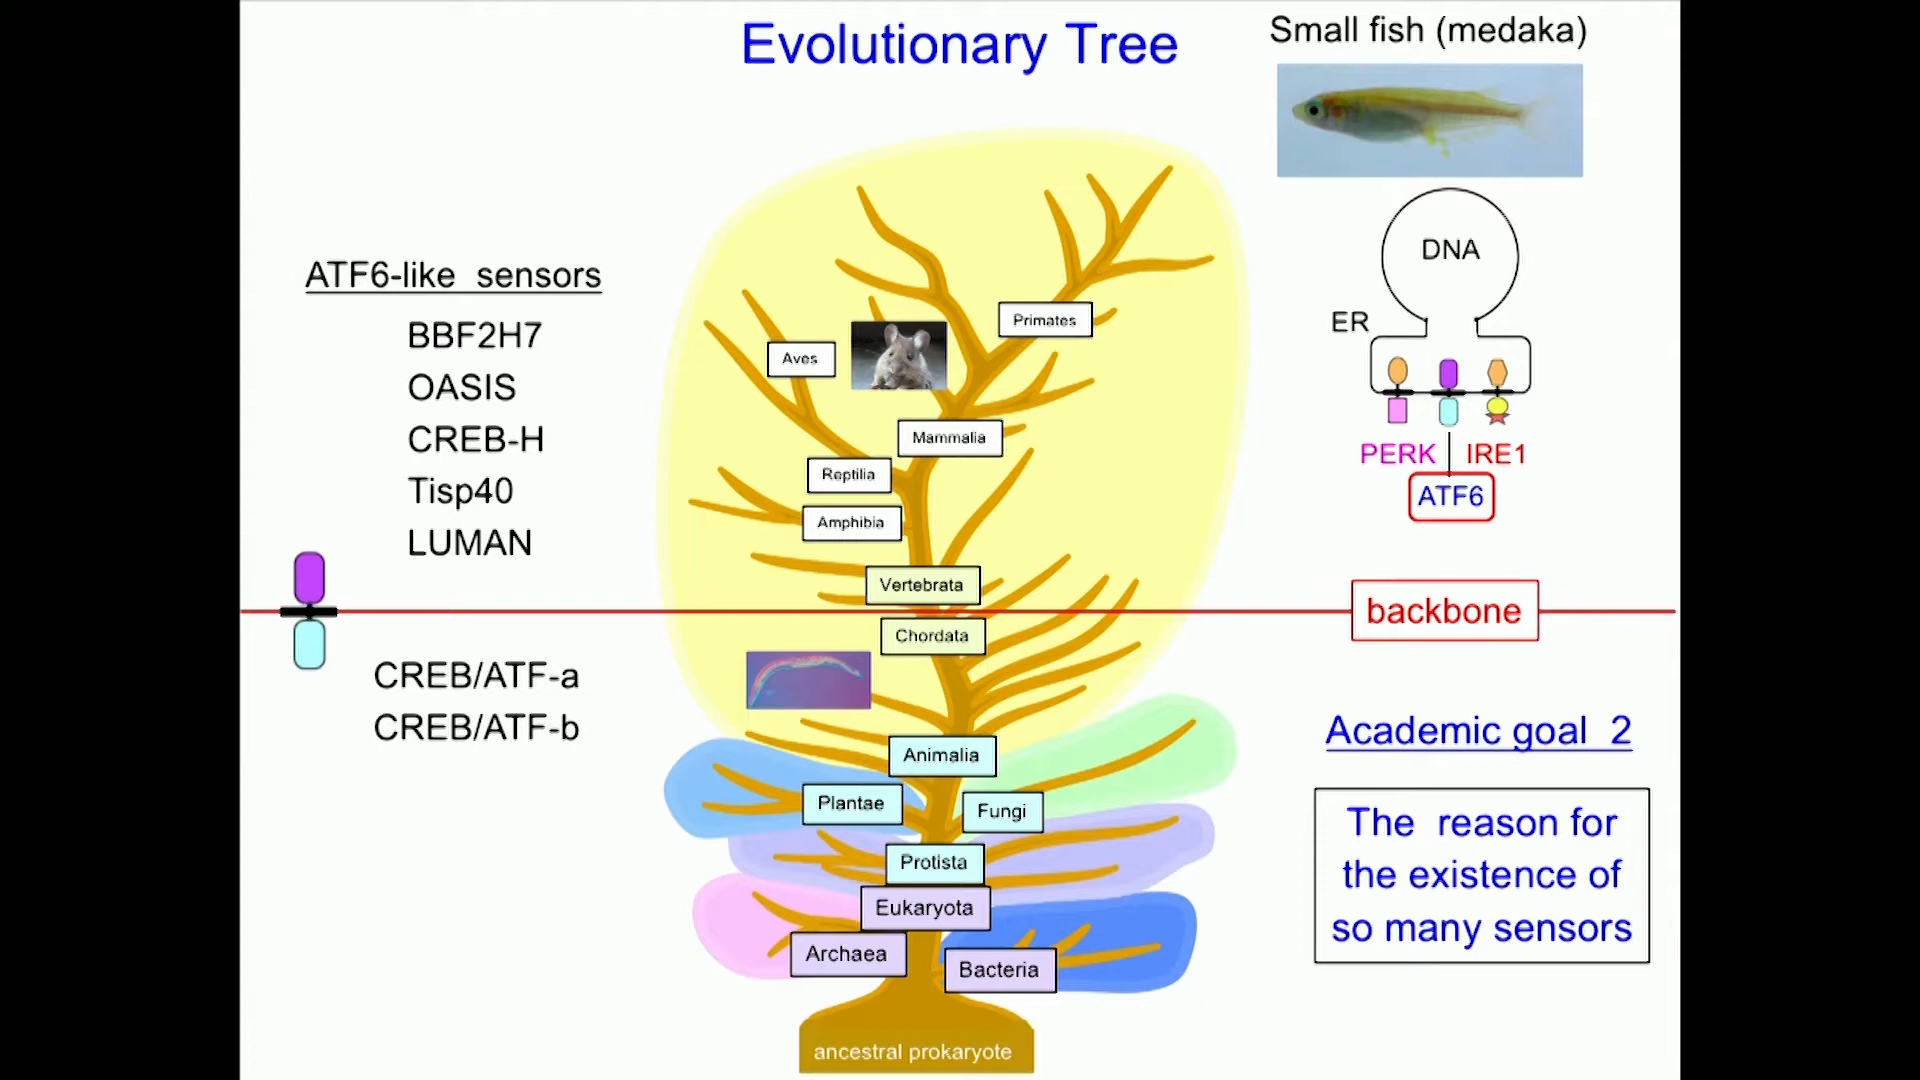 Evolutionary Tree
Small fish (medaka)
ATF6-like sensors
BBF2H7
OASIS
CREB-H
Tisp40
LUMAN
CREB/ATF-a
CREB/ATF-b
Primates
Aves
Mammalia
Reptilia
Amphibia
Vertebrata
Chordata
Animalia
Plantae
Fungi
Protista
Eukaryota
Archaea
Bacteria
ancestral prokaryote
DNA
ER
PERK
IRE1
ATF6
backbone
Academic goal 2
The reason for
the existence of
so many sensors